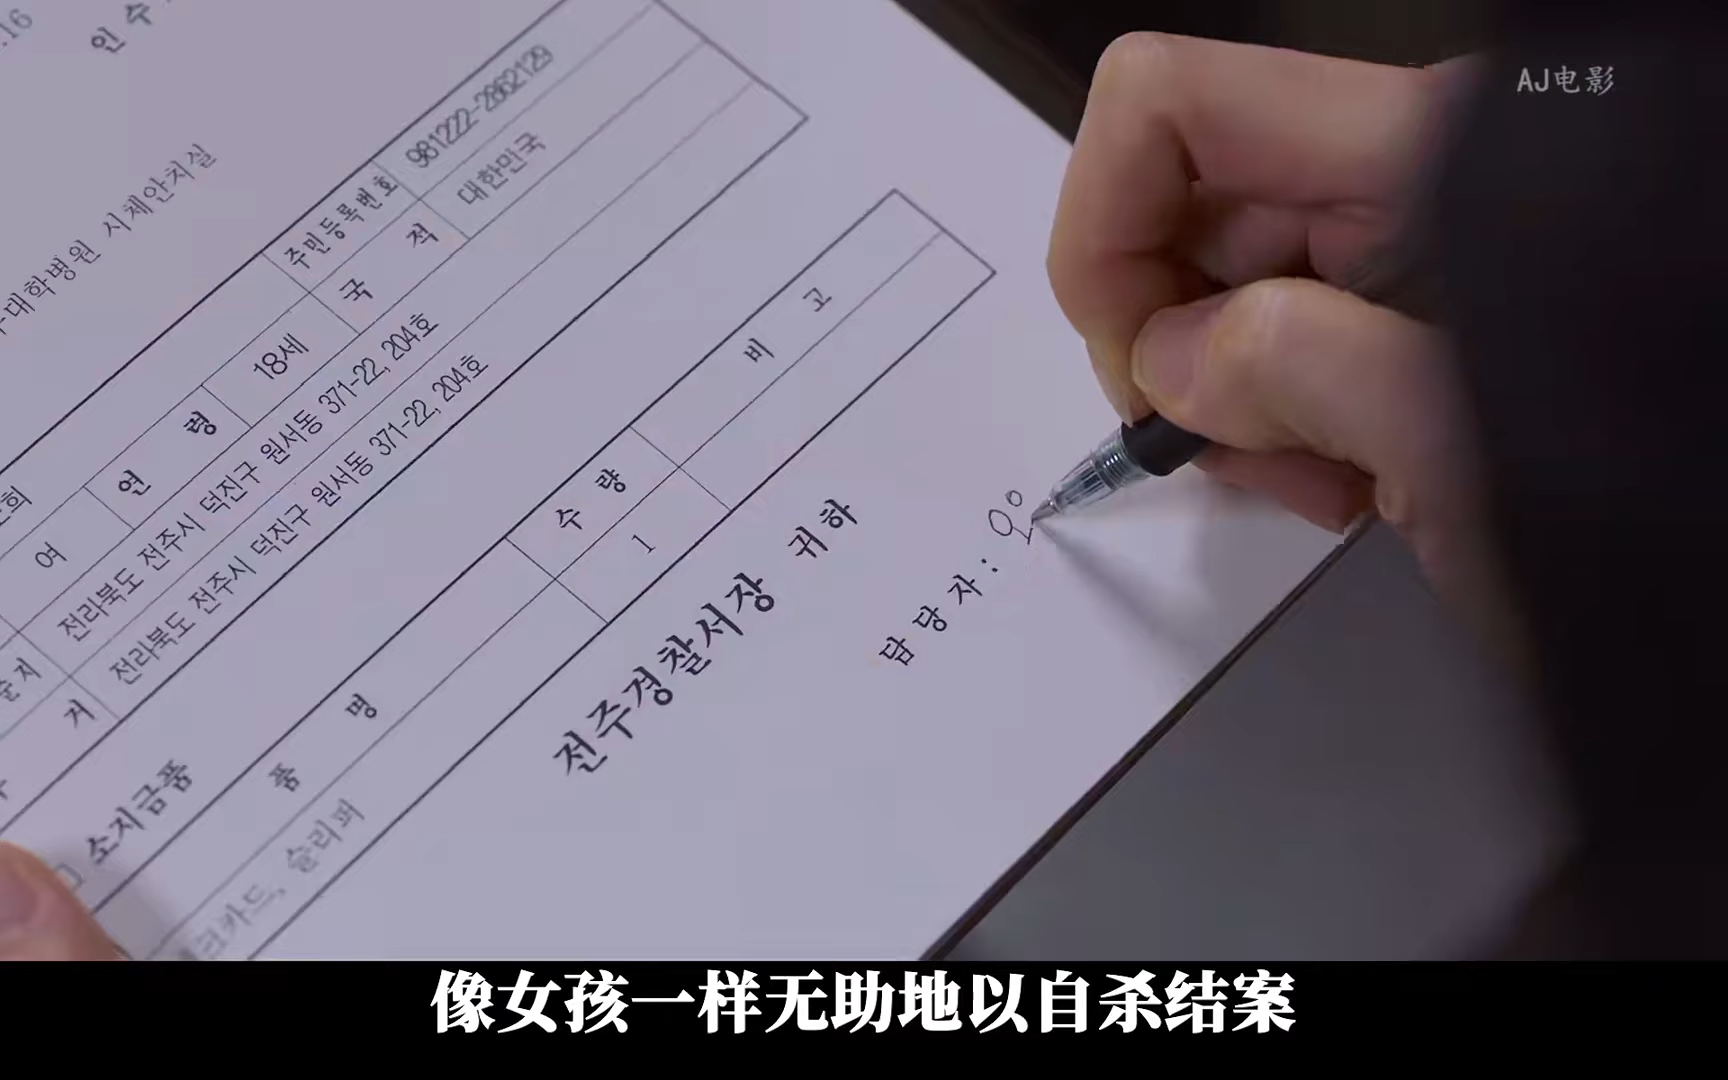 .16
인 수
AJ电影
대학병원 시체안치실
주민등록번호 981222-2862129
여 연 령 18세 국 적 대한민국
전라북도 전주시 덕진구 원서동 371-22, 204호
거 전라북도 전주시 덕진구 원서동 371-22, 204호
소지금품
품 명 수 량 비 고
크카드, 슬리퍼 1
전주경찰서장 귀하
담 당 자 : 오
像女孩一样无助地以自杀结案